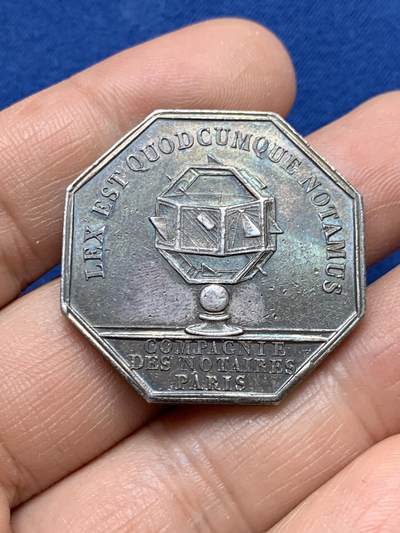 LEX EST QUODCUMQUE NOTAMUS
COMPAGNIE
DES NOTAIRES
PARIS